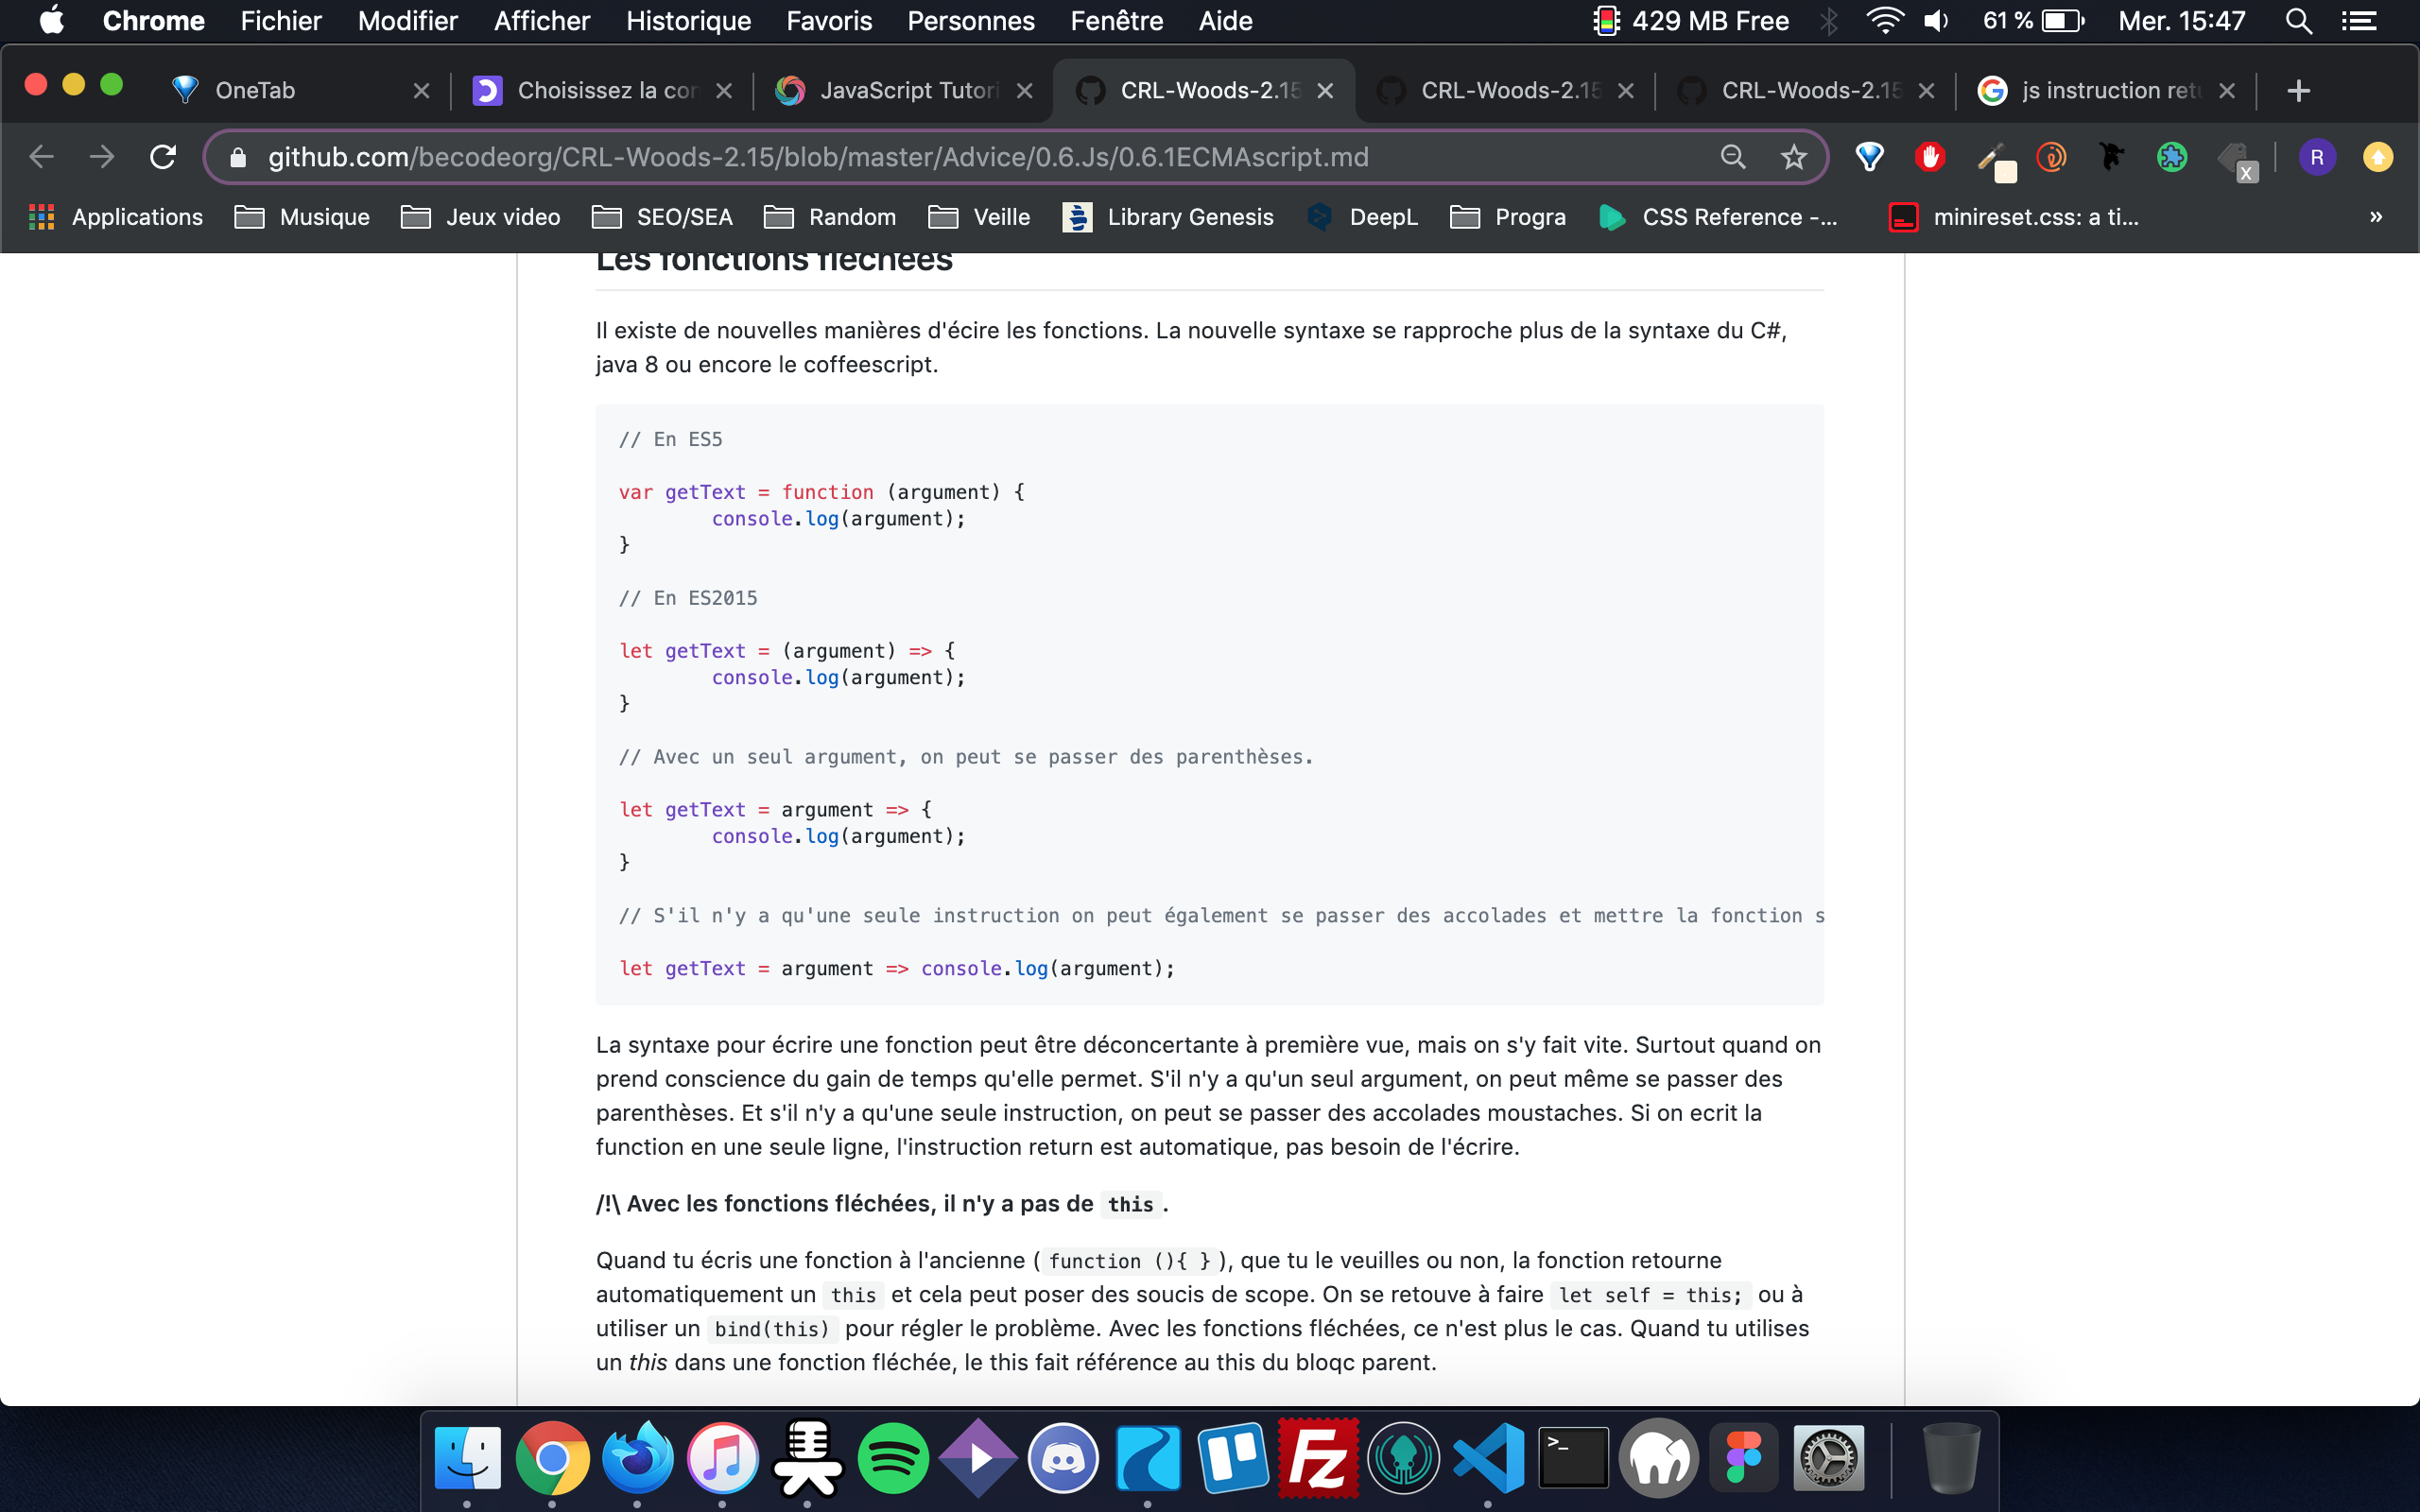 Chrome Fichier Modifier Afficher Historique Favoris Personnes Fenêtre Aide 429 MB Free 61 % Mer. 15:47
OneTab Choisissez la con JavaScript Tutori CRL-Woods-2.15 CRL-Woods-2.15 CRL-Woods-2.15 js instruction retu
github.com/becodeorg/CRL-Woods-2.15/blob/master/Advice/0.6.Js/0.6.1ECMAscript.md X R
Applications Musique Jeux video SEO/SEA Random Veille Library Genesis DeepL Progra CSS Reference -... minireset.css: a ti... »
Les fonctions fléchées
Il existe de nouvelles manières d'écire les fonctions. La nouvelle syntaxe se rapproche plus de la syntaxe du C#,
java 8 ou encore le coffeescript.
// En ES5
var getText = function (argument) {
console.log(argument);
}
// En ES2015
let getText = (argument) => {
console.log(argument);
}
// Avec un seul argument, on peut se passer des parenthèses.
let getText = argument => {
console.log(argument);
}
// S'il n'y a qu'une seule instruction on peut également se passer des accolades et mettre la fonction s
let getText = argument => console.log(argument);
La syntaxe pour écrire une fonction peut être déconcertante à première vue, mais on s'y fait vite. Surtout quand on
prend conscience du gain de temps qu'elle permet. S'il n'y a qu'un seul argument, on peut même se passer des
parenthèses. Et s'il n'y a qu'une seule instruction, on peut se passer des accolades moustaches. Si on ecrit la
function en une seule ligne, l'instruction return est automatique, pas besoin de l'écrire.
/!\ Avec les fonctions fléchées, il n'y a pas de this .
Quand tu écris une fonction à l'ancienne ( function (){ } ), que tu le veuilles ou non, la fonction retourne
automatiquement un this et cela peut poser des soucis de scope. On se retouve à faire let self = this; ou à
utiliser un bind(this) pour régler le problème. Avec les fonctions fléchées, ce n'est plus le cas. Quand tu utilises
un this dans une fonction fléchée, le this fait référence au this du bloqc parent.
Fz >_